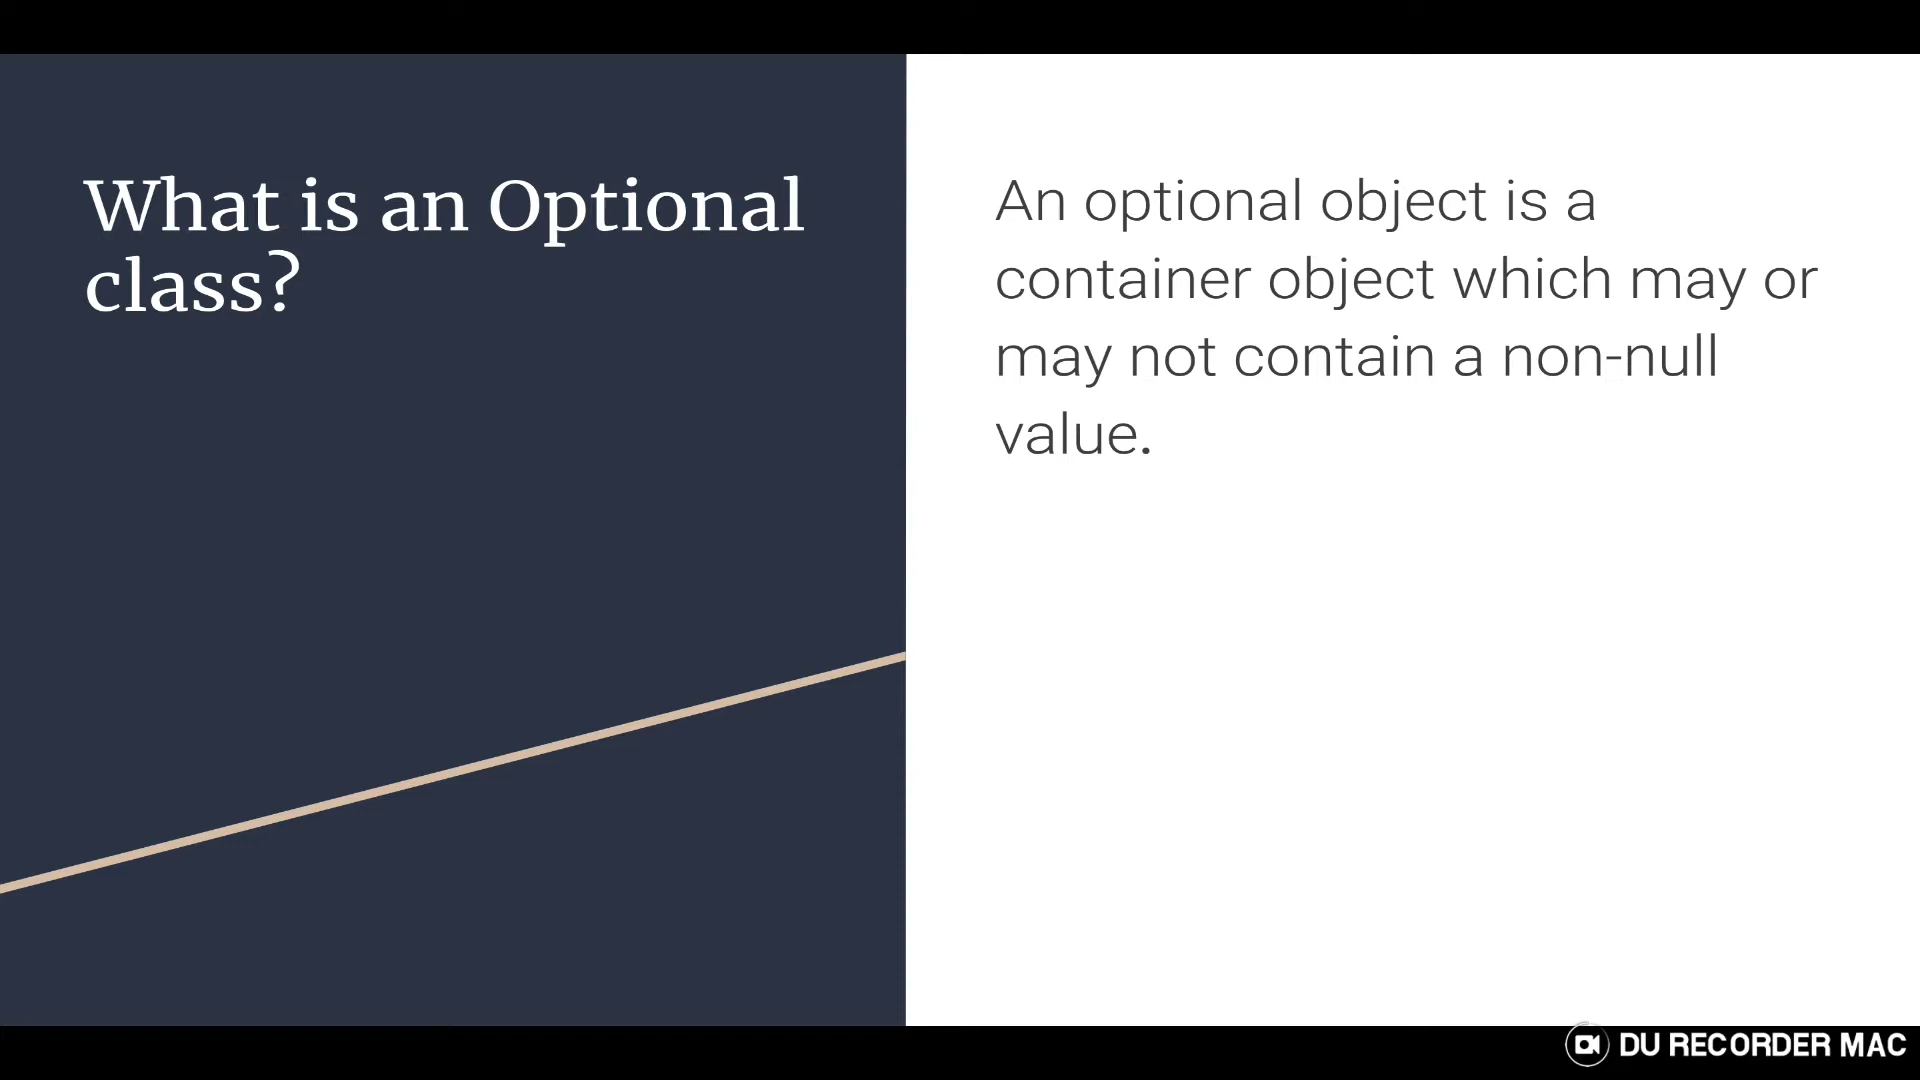 What is an Optional
class?
An optional object is a
container object which may or
may not contain a non-null
value.
DU RECORDER MAC